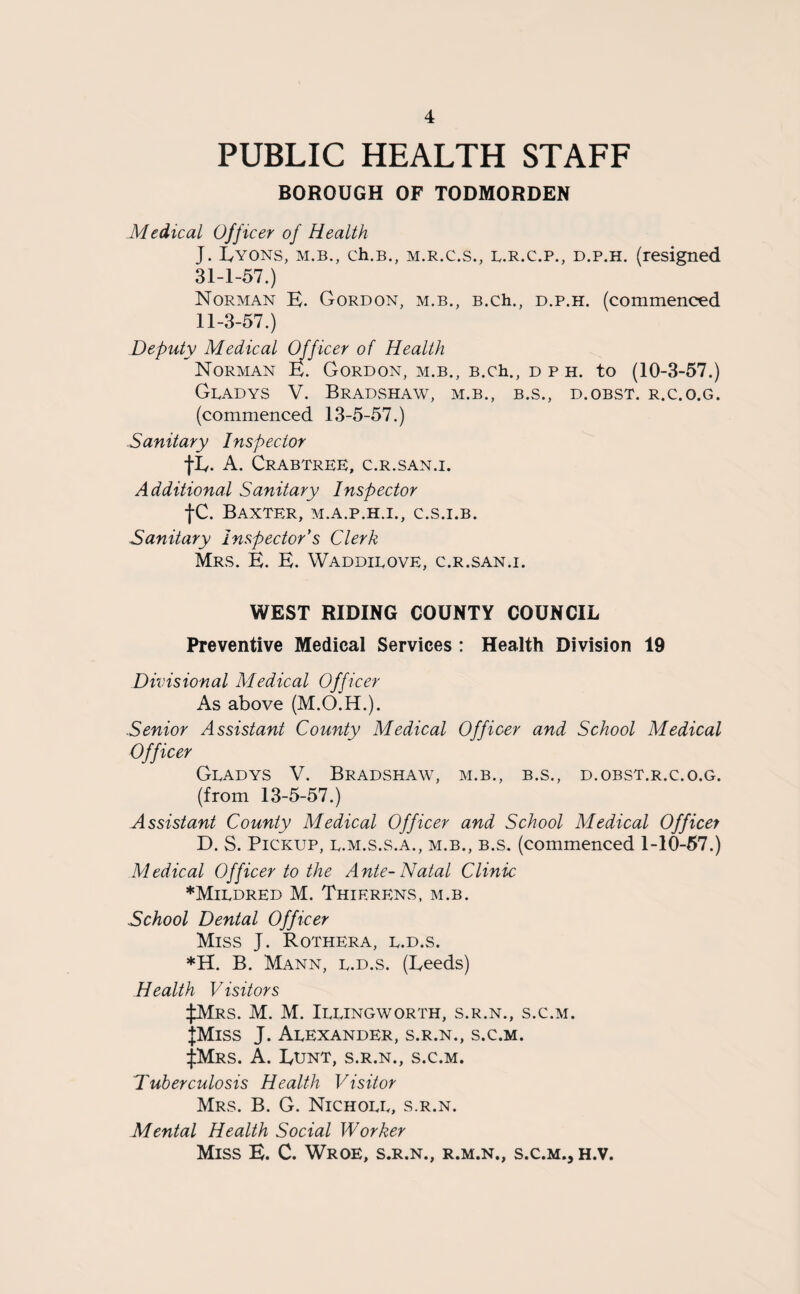 4
PUBLIC HEALTH STAFF
BOROUGH OF TODMORDEN
Medical Officer of Health
J. Lyons, M.B., ch.B., M.R.C.S., L.R.C.P., D.P.H. (resigned
31-1-57.)
Norman E. Gordon, M.B., B.Ch., D.P.H. (commenced
11-3-57.)
Deputy Medical Officer of Health
Norman E. Gordon, M.B., B.Ch., D P H. to (10-3-57.)
Gladys V. Bradshaw, M.B., B.S., D.OBST. R.C.O.G.
(commenced 13-5-57.)
Sanitary Inspector
†L. A. Crabtree, C.R.SAN.I.
Additional Sanitary Inspector
†C. Baxter, M.A.P.H.I., C.S.I.B.
Sanitary Inspector's Clerk
Mrs. E. E. Waddilove, C.R.SAN.I.
WEST RIDING COUNTY COUNCIL
Preventive Medical Services : Health Division 19
Divisional Medical Officer
As above (M.O.H.).
Senior Assistant County Medical Officer and School Medical
Officer
Gladys V. Bradshaw, M.B., B.S., D.OBST.R.C.O.G.
(from 13-5-57.)
Assistant County Medical Officer and School Medical Officer
D. S. Pickup, L.M.S.S.A., M.B., B.S. (commenced 1-10-57.)
Medical Officer to the Ante-Natal Clinic
*Mildred M. Thierens, M.B.
School Dental Officer
Miss J. Rothera, L.D.S.
*H. B. Mann, L.D.S. (Leeds)
Health Visitors
‡Mrs. M. M. Illingworth, S.R.N., S.C.M.
‡Miss J. Alexander, S.R.N., S.C.M.
‡Mrs. A. Lunt, S.R.N., S.C.M.
Tuberculosis Health Visitor
Mrs. B. G. Nicholl, S.R.N.
Mental Health Social Worker
Miss E. C. Wroe, S.R.N., R.M.N., S.C.M., H.V.